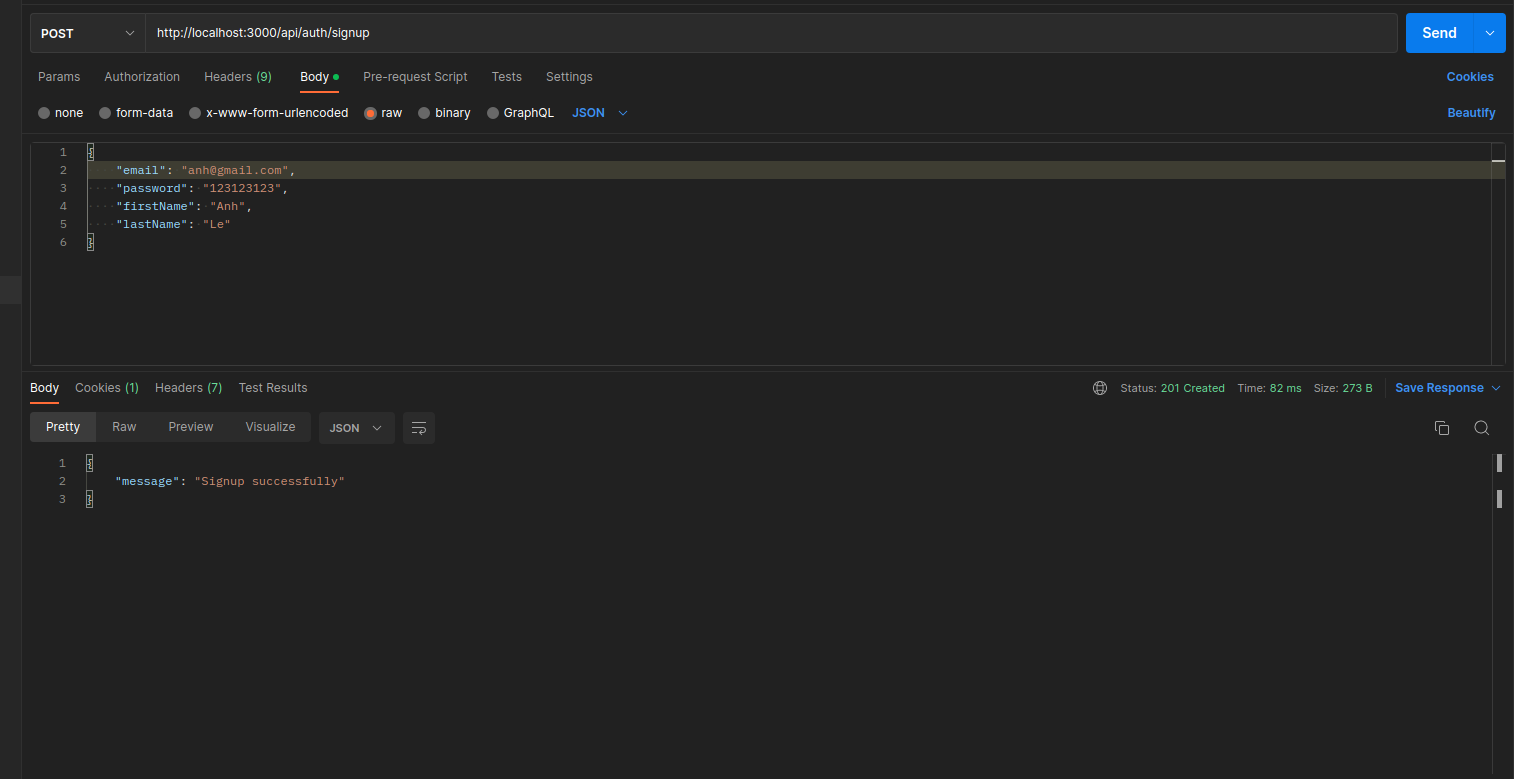 POST http://localhost:3000/api/auth/signup Send
Params Authorization Headers (9) Body Pre-request Script Tests Settings Cookies
none form-data x-www-form-urlencoded raw binary GraphQL JSON Beautify
1 {
2 "email": "anh@gmail.com",
3 "password": "123123123",
4 "firstName": "Anh",
5 "lastName": "Le"
6 }
Body Cookies (1) Headers (7) Test Results Status: 201 Created Time: 82 ms Size: 273 B Save Response
Pretty Raw Preview Visualize JSON
1 {
2 "message": "Signup successfully"
3 }